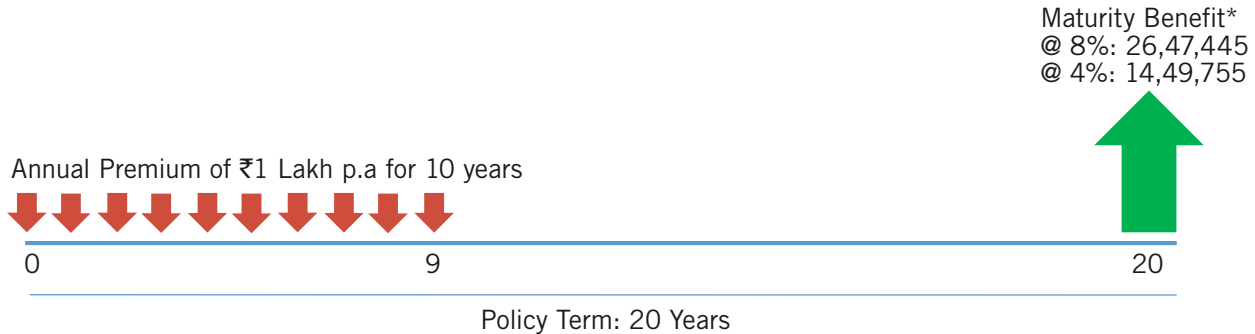 Maturity Benefit*
@ 8%: 26,47,445
@ 4%: 14,49,755
Annual Premium of ₹1 Lakh p.a for 10 years
0 9 20
Policy Term: 20 Years